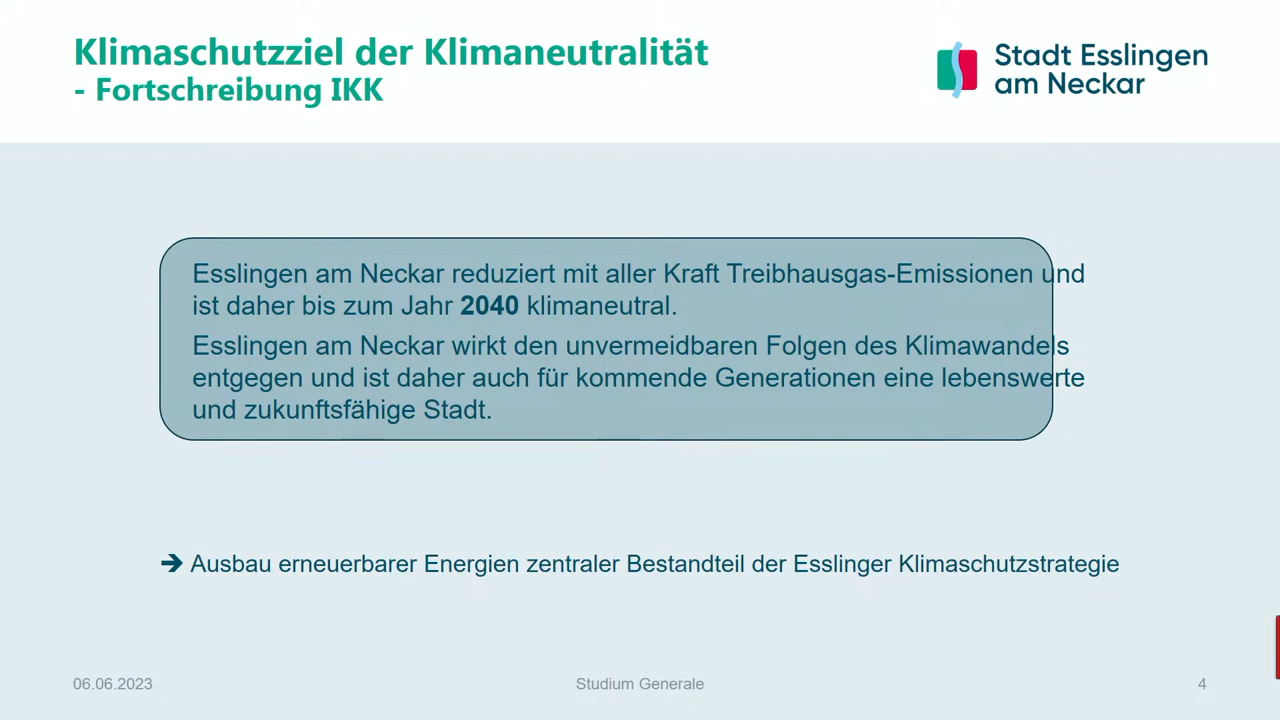 Klimaschutzziel der Klimaneutralität
- Fortschreibung IKK
Stadt Esslingen
am Neckar
Esslingen am Neckar reduziert mit aller Kraft Treibhausgas-Emissionen und
ist daher bis zum Jahr 2040 klimaneutral.
Esslingen am Neckar wirkt den unvermeidbaren Folgen des Klimawandels
entgegen und ist daher auch für kommende Generationen eine lebenswerte
und zukunftsfähige Stadt.
➔ Ausbau erneuerbarer Energien zentraler Bestandteil der Esslinger Klimaschutzstrategie
06.06.2023
Studium Generale
4